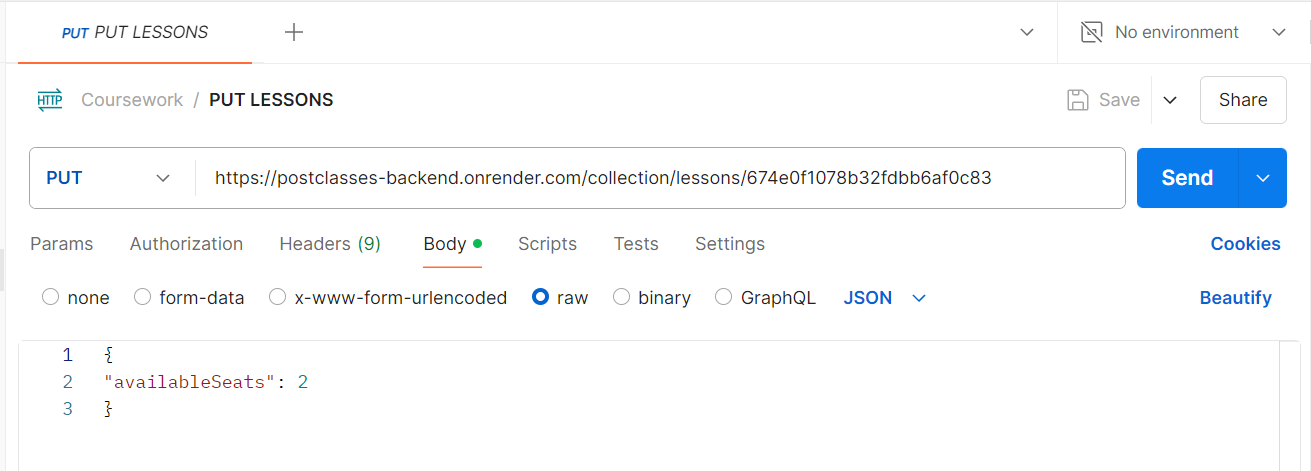 PUT PUT LESSONS No environment
HTTP Coursework / PUT LESSONS Save Share
PUT https://postclasses-backend.onrender.com/collection/lessons/674e0f1078b32fdbb6af0c83 Send
Params Authorization Headers (9) Body Scripts Tests Settings Cookies
none form-data x-www-form-urlencoded raw binary GraphQL JSON Beautify
1 {
2 "availableSeats": 2
3 }